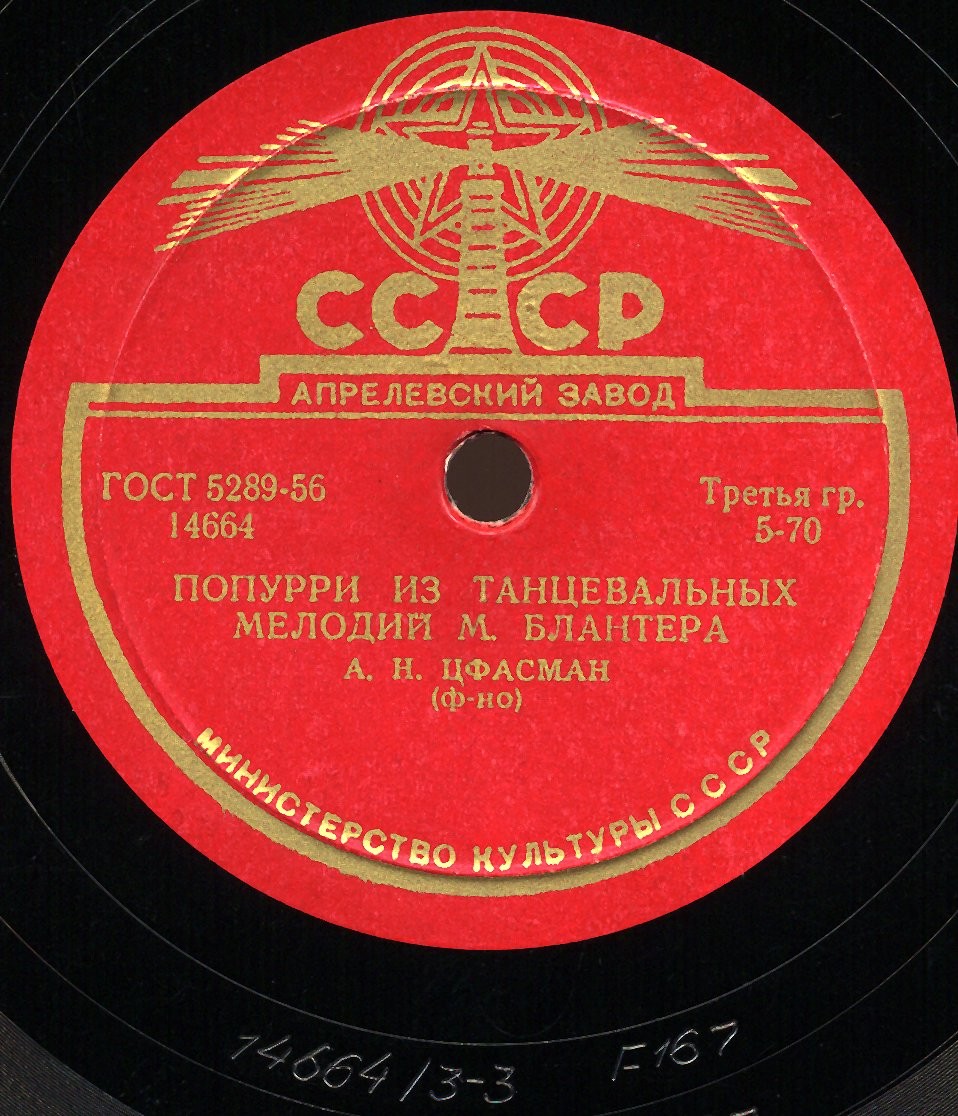 СССР
АПРЕЛЕВСКИЙ ЗАВОД
ГОСТ 5289-56
14664
Третья гр.
5-70
ПОПУРРИ ИЗ ТАНЦЕВАЛЬНЫХ
МЕЛОДИЙ М. БЛАНТЕРА
А. Н. ЦФАСМАН
(ф-но)
МИНИСТЕРСТВО КУЛЬТУРЫ СССР
14664/3-3 F167